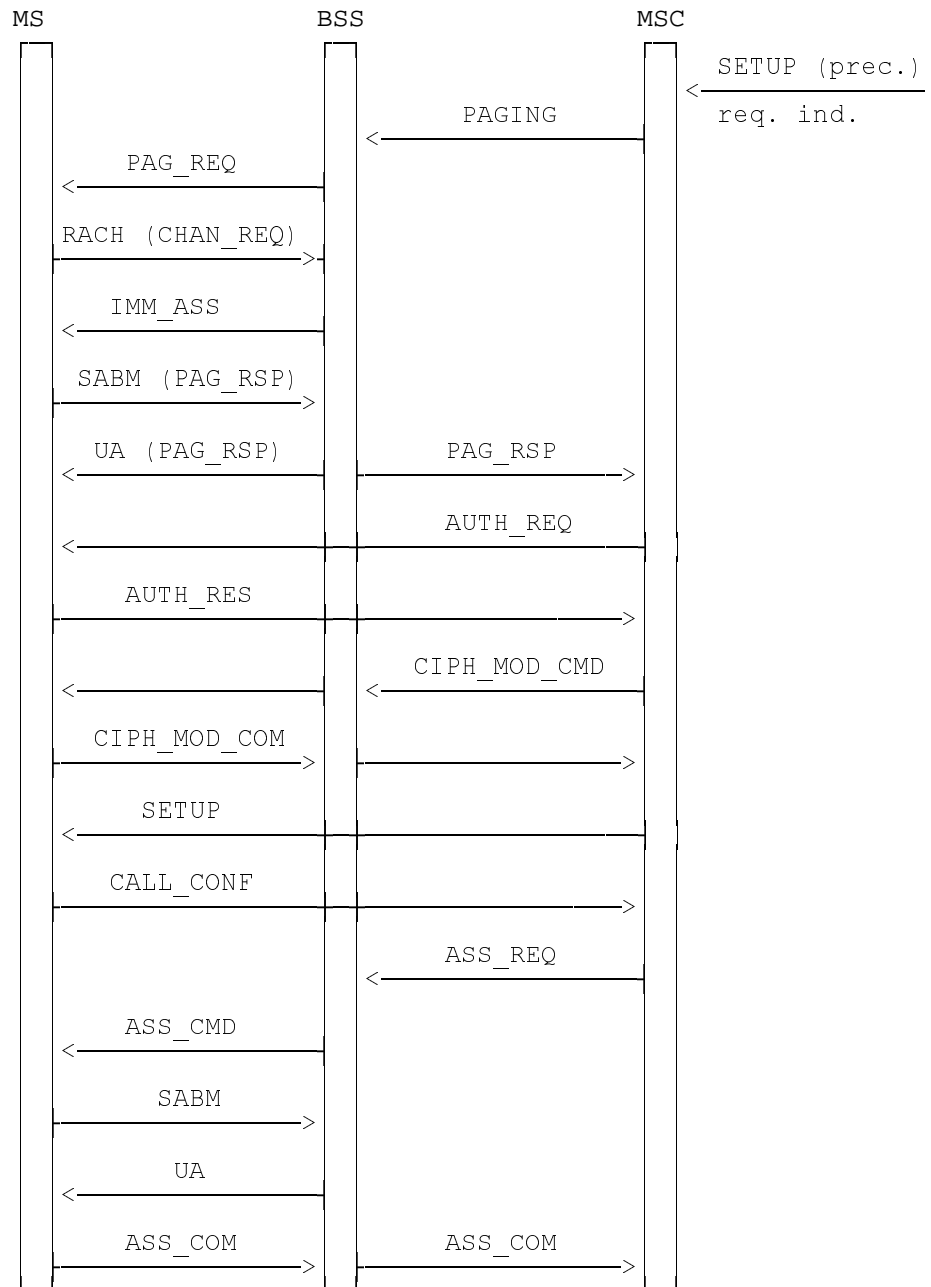 MS BSS MSC
SETUP (prec.)
req. ind.
PAGING
PAG_REQ
RACH (CHAN_REQ)
IMM_ASS
SABM (PAG_RSP)
UA (PAG_RSP) PAG_RSP
AUTH_REQ
AUTH_RES
CIPH_MOD_CMD
CIPH_MOD_COM
SETUP
CALL_CONF
ASS_REQ
ASS_CMD
SABM
UA
ASS_COM ASS_COM